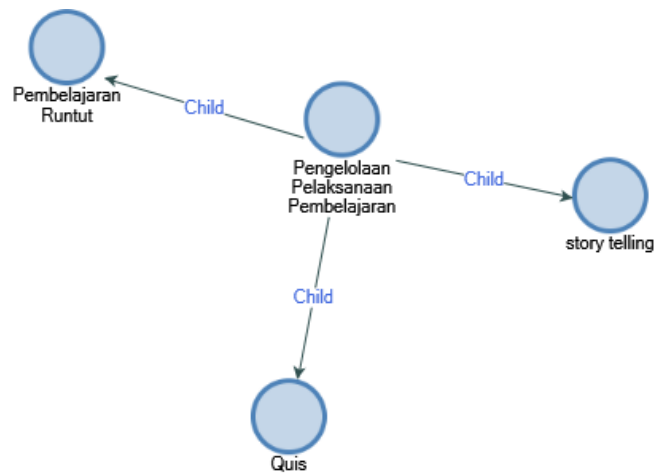 Pembelajaran
Runtut
Child
Pengelolaan
Pelaksanaan
Pembelajaran
Child
story telling
Child
Quis